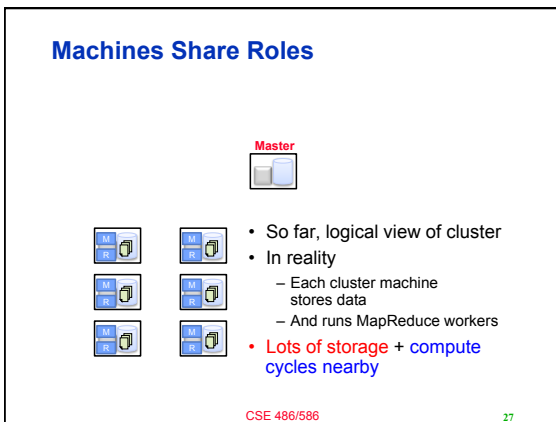 Machines Share Roles
Master
M
R
M
R
M
R
M
R
M
R
M
R
• So far, logical view of cluster
• In reality
– Each cluster machine
stores data
– And runs MapReduce workers
• Lots of storage + compute
cycles nearby
CSE 486/586
27